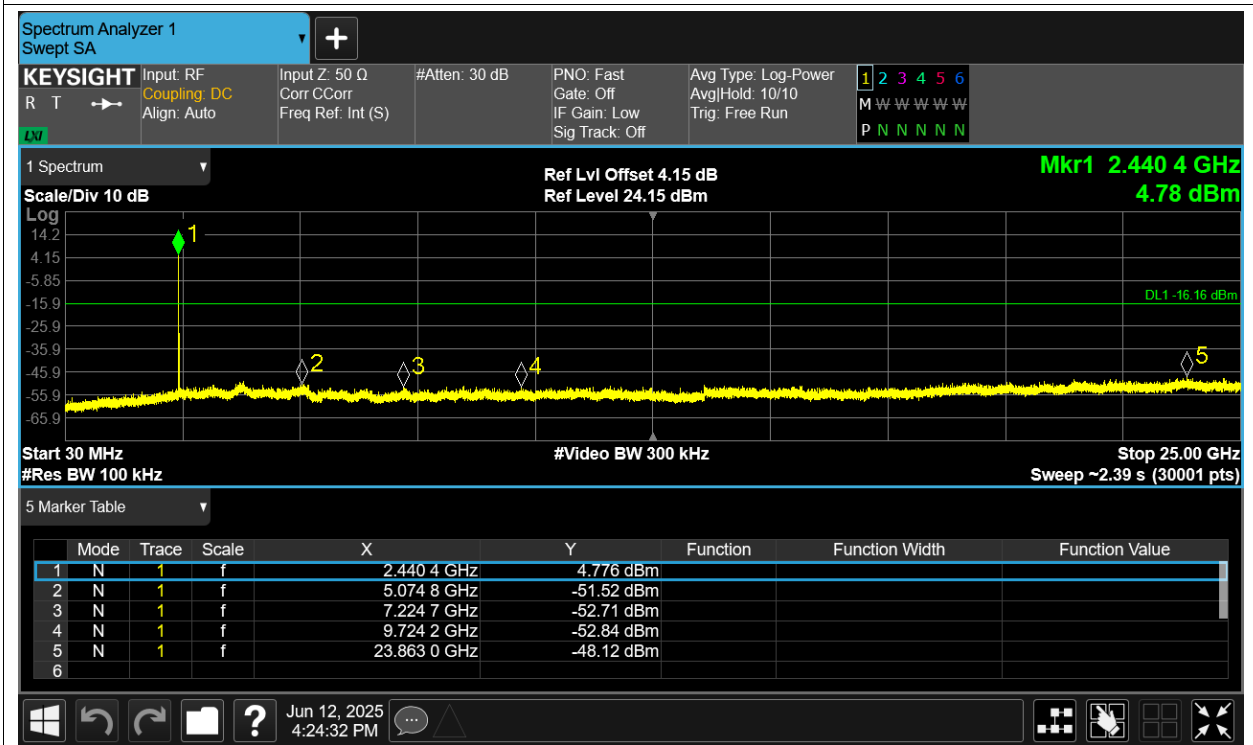 Spectrum Analyzer 1
Swept SA
KEYSIGHT
R T
LXI
Input: RF
Coupling: DC
Align: Auto
Input Z: 50 Ω
Corr CCorr
Freq Ref: Int (S)
#Atten: 30 dB
PNO: Fast
Gate: Off
IF Gain: Low
Sig Track: Off
Avg Type: Log-Power
Avg|Hold: 10/10
Trig: Free Run
1 2 3 4 5 6
M W W W W W
P N N N N N
1 Spectrum
Scale/Div 10 dB
Ref Lvl Offset 4.15 dB
Ref Level 24.15 dBm
Mkr1 2.440 4 GHz
4.78 dBm
Log
14.2
4.15
-5.85
-15.9
-25.9
-35.9
-45.9
-55.9
-65.9
1
2
3
4
5
DL1 -16.16 dBm
Start 30 MHz
#Video BW 300 kHz
Stop 25.00 GHz
#Res BW 100 kHz
Sweep ~2.39 s (30001 pts)
5 Marker Table
Mode Trace Scale X Y Function Function Width Function Value
1 N 1 f 2.440 4 GHz 4.776 dBm
2 N 1 f 5.074 8 GHz -51.52 dBm
3 N 1 f 7.224 7 GHz -52.71 dBm
4 N 1 f 9.724 2 GHz -52.84 dBm
5 N 1 f 23.863 0 GHz -48.12 dBm
6
?
Jun 12, 2025
4:24:32 PM